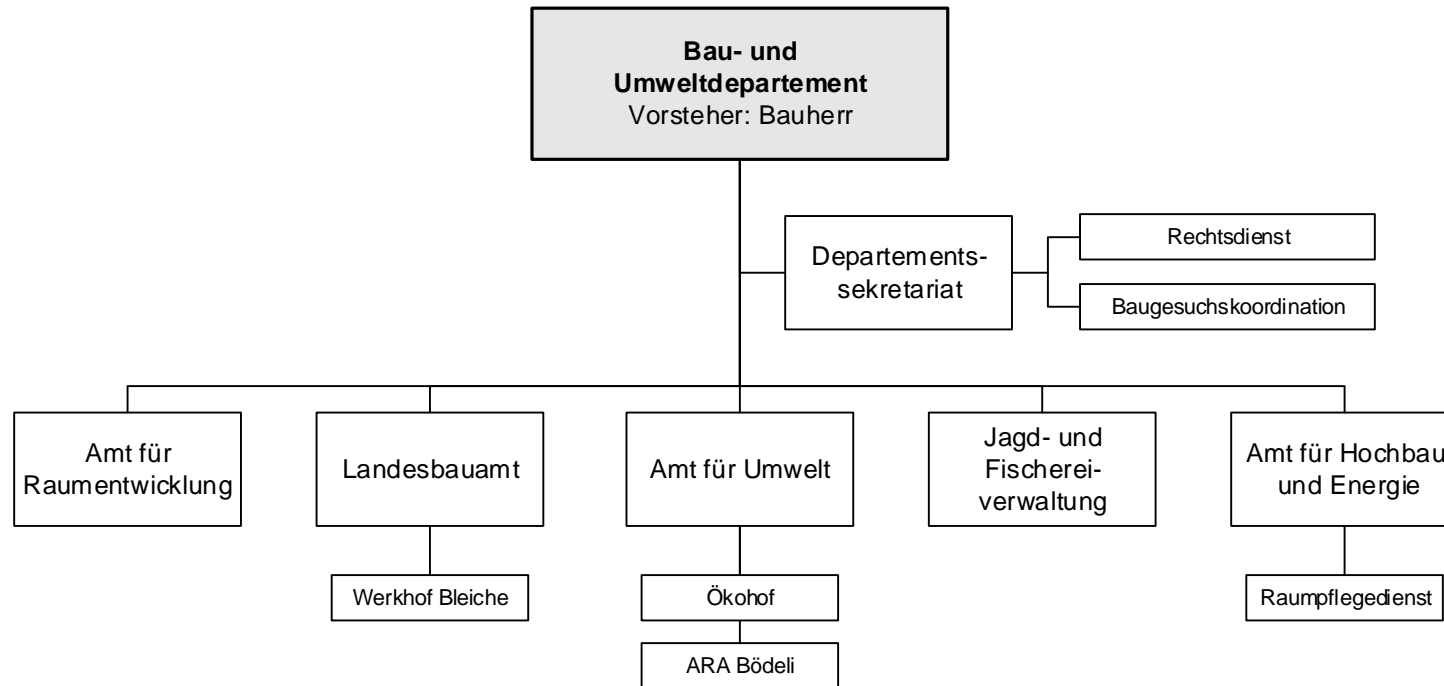 Bau- und
Umweltdepartement
Vorsteher: Bauherr
Departements-
sekretariat
Rechtsdienst
Baugesuchskoordination
Amt für
Raumentwicklung
Landesbauamt
Amt für Umwelt
Jagd- und
Fischerei-
verwaltung
Amt für Hochbau
und Energie
Werkhof Bleiche
Ökohof
Raumpflegedienst
ARA Bödeli